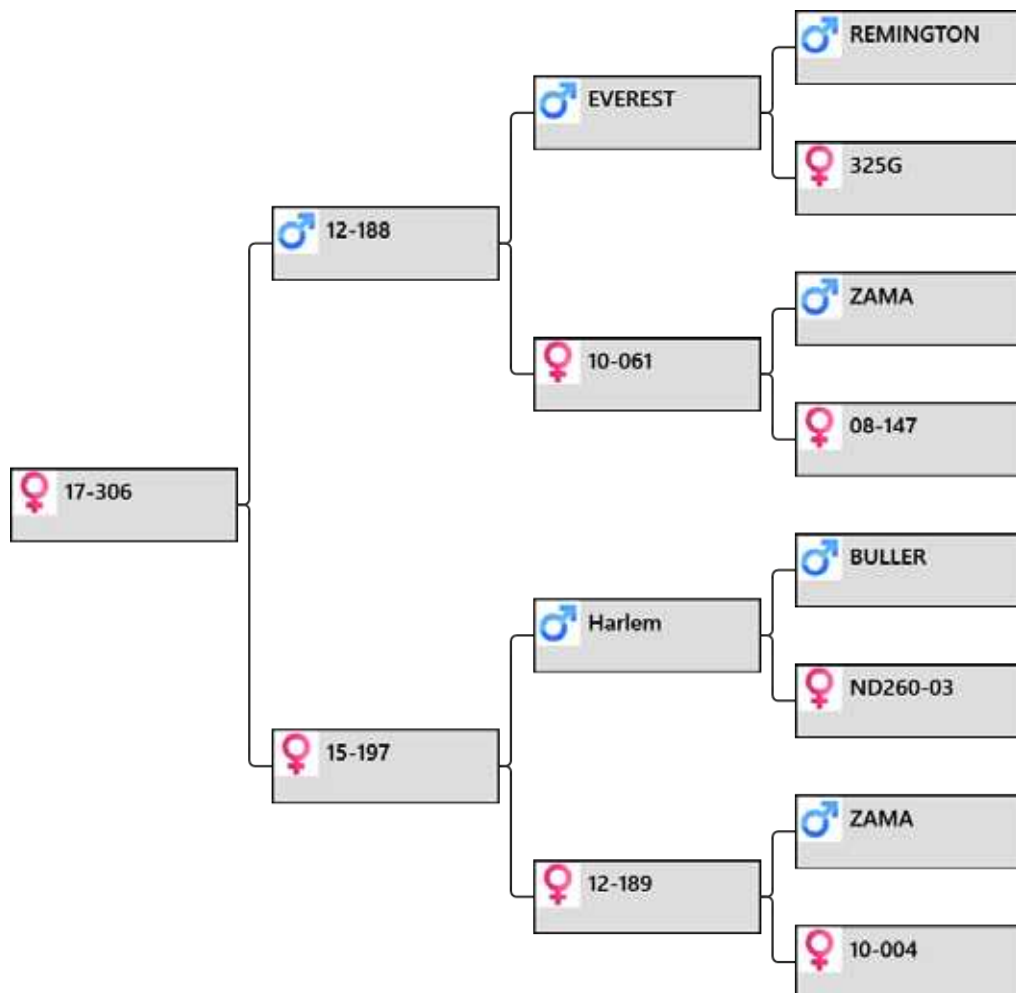 REMINGTON
EVEREST
325G
12-188
ZAMA
10-061
08-147
17-306
BULLER
Harlem
ND260-03
15-197
ZAMA
12-189
10-004